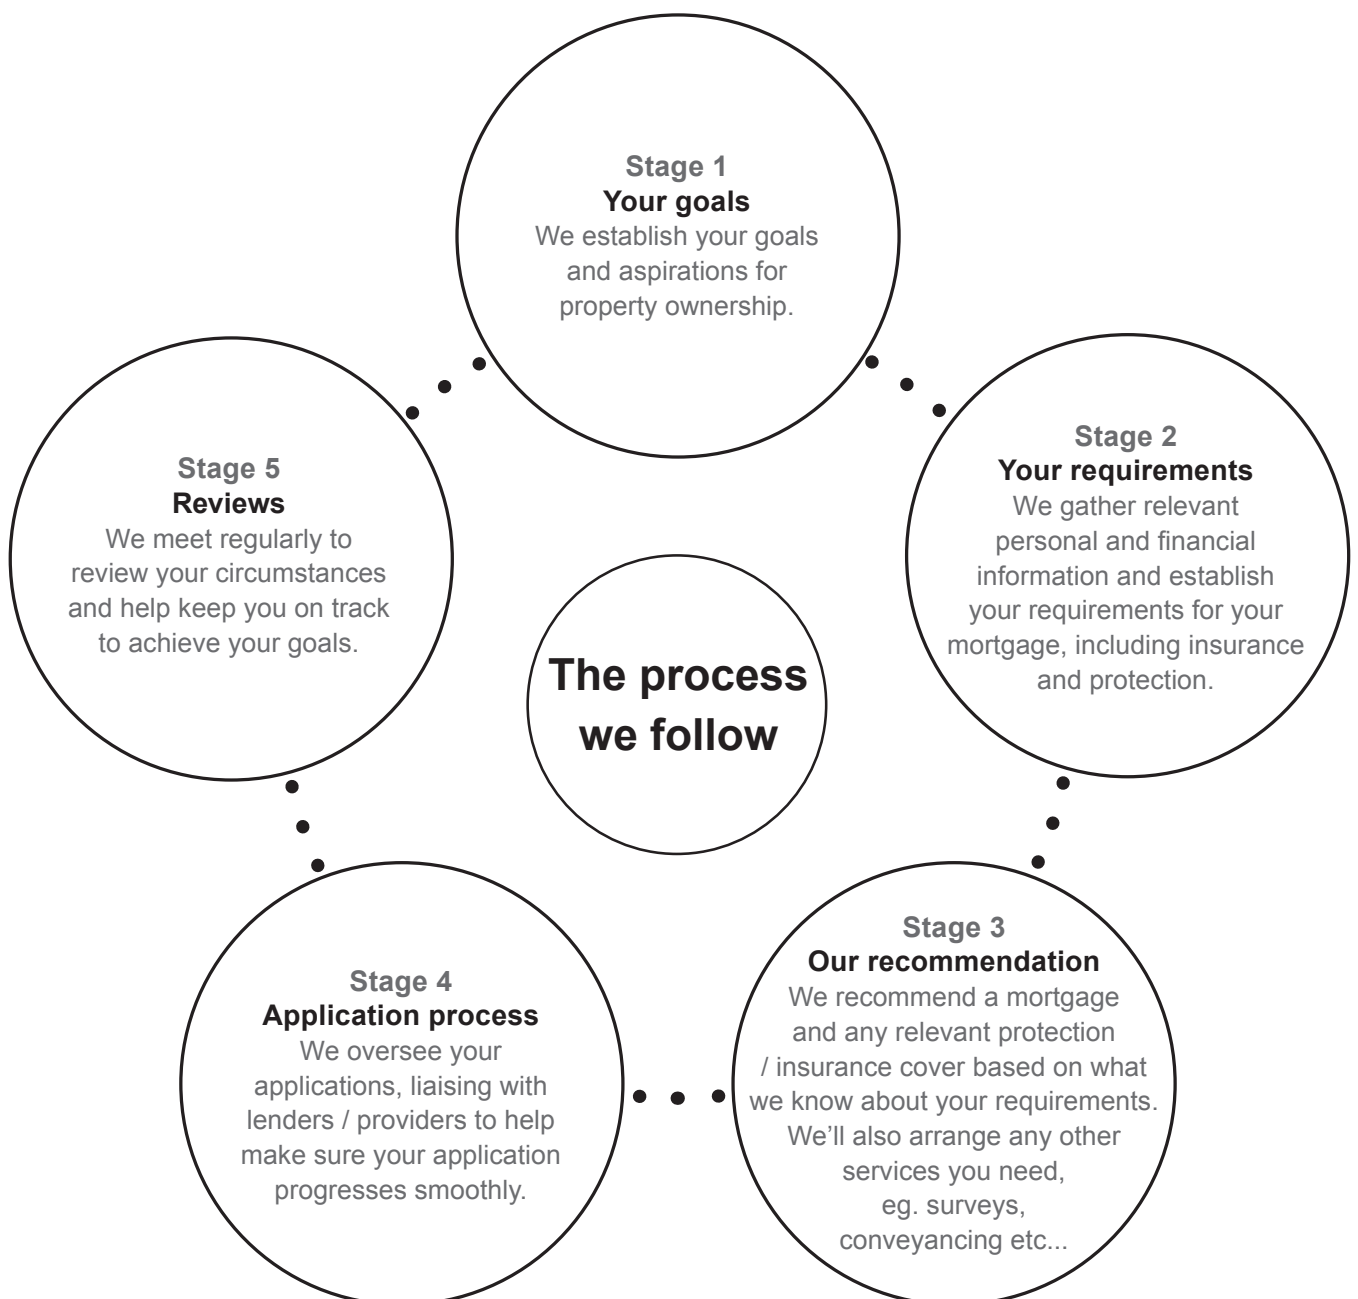 Stage 1
Your goals
We establish your goals
and aspirations for
property ownership.
Stage 2
Your requirements
We gather relevant
personal and financial
information and establish
your requirements for your
mortgage, including insurance
and protection.
Stage 3
Our recommendation
We recommend a mortgage
and any relevant protection
/ insurance cover based on what
we know about your requirements.
We’ll also arrange any other
services you need,
eg. surveys,
conveyancing etc...
Stage 4
Application process
We oversee your
applications, liaising with
lenders / providers to help
make sure your application
progresses smoothly.
Stage 5
Reviews
We meet regularly to
review your circumstances
and help keep you on track
to achieve your goals.
The process
we follow